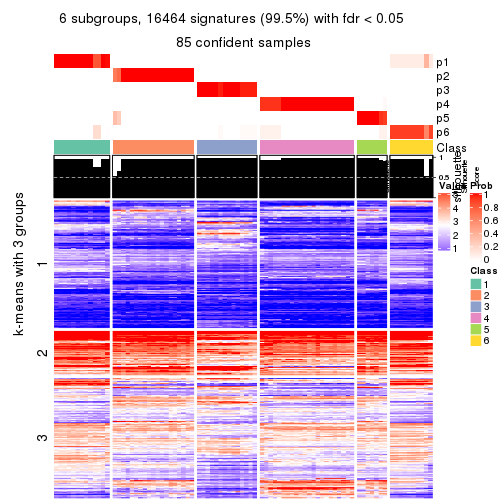 6 subgroups, 16464 signatures (99.5%) with fdr < 0.05
85 confident samples
p1
p2
p3
p4
p5
p6
Class
1
0.5
Silhouette
score
Value
5
4
3
2
1
Prob
1
0.8
0.6
0.4
0.2
0
Class
1
2
3
4
5
6
k-means with 3 groups
1
2
3